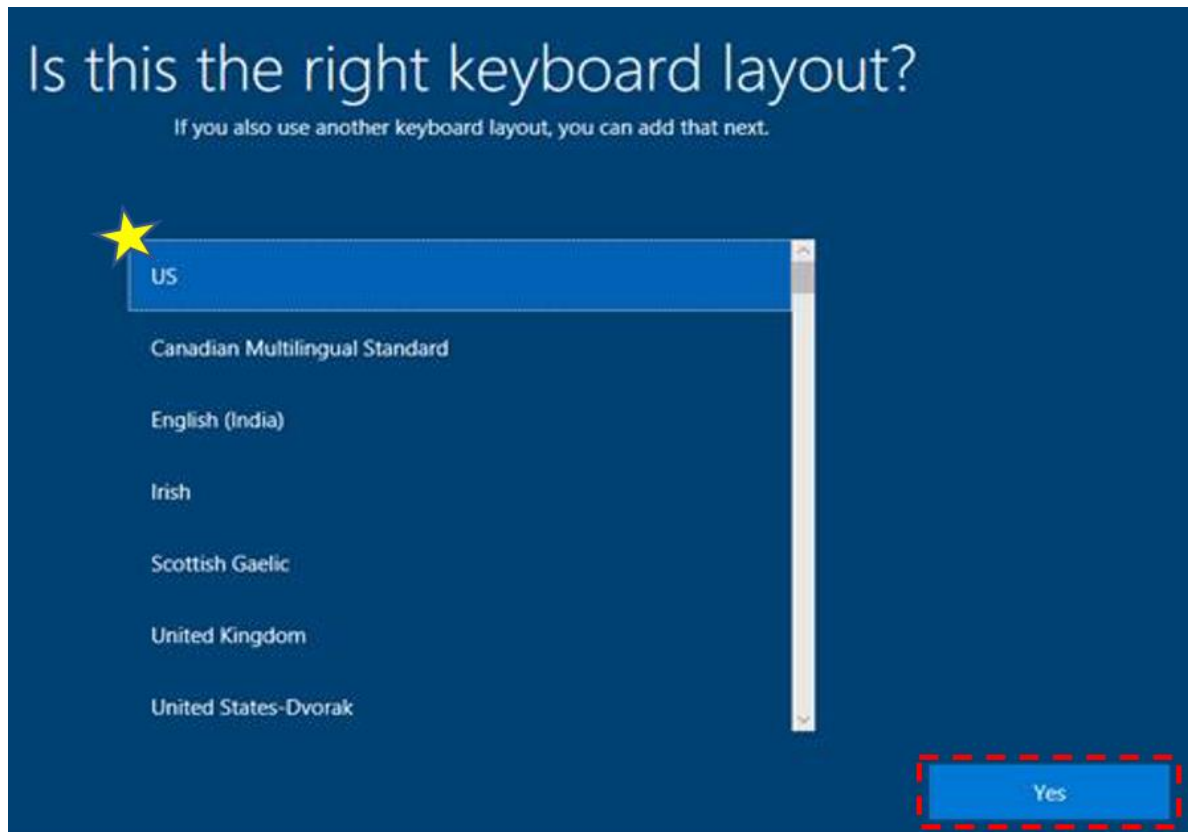 Is this the right keyboard layout?
If you also use another keyboard layout, you can add that next.
US
Canadian Multilingual Standard
English (India)
Irish
Scottish Gaelic
United Kingdom
United States-Dvorak
Yes